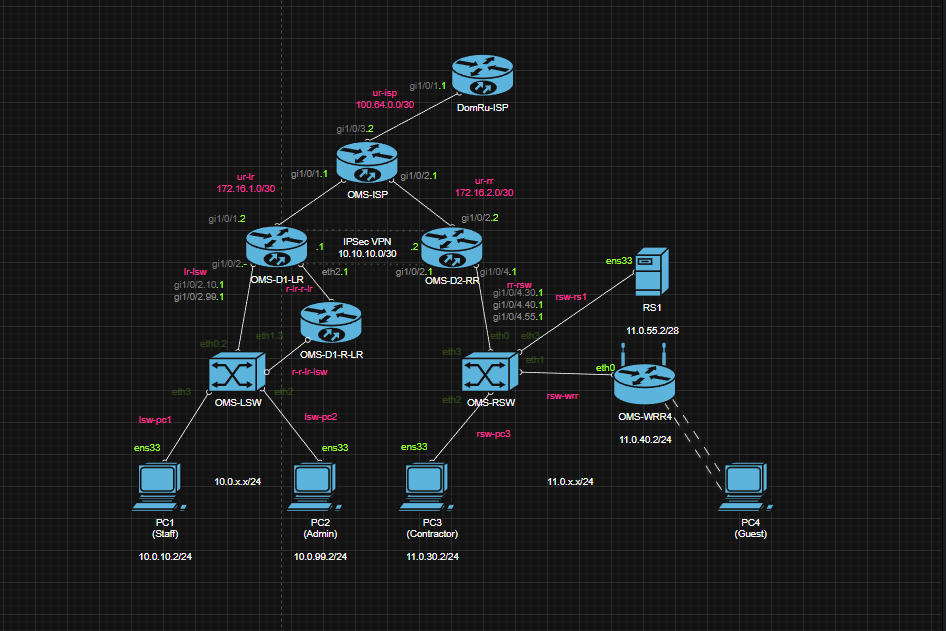 gi1/0/1.1
DomRu-ISP
ur-isp
100.64.0.0/30
gi1/0/3.2
gi1/0/1.1
gi1/0/2.1
OMS-ISP
ur-lr
172.16.1.0/30
ur-rr
172.16.2.0/30
gi1/0/1.2
gi1/0/2.2
.1
IPSec VPN
10.10.10.0/30
.2
gi1/0/2.-
OMS-D1-LR
eth2.1
gi1/0/2.1
OMS-D2-RR
gi1/0/4.1
lr-lsw
gi1/0/2.10.1
gi1/0/2.99.1
r-lr-r-lr
rr-rsw
gi1/0/4.30.1
gi1/0/4.40.1
gi1/0/4.55.1
ens33
rsw-rs1
RS1
11.0.55.2/28
eth0.2
eth1.3
OMS-D1-R-LR
eth0
eth2
eth3
eth1
r-r-lr-lsw
eth0
OMS-LSW
eth3
eth2
OMS-RSW
eth2
rsw-wrr
OMS-WRR4
11.0.40.2/24
lsw-pc1
lsw-pc2
rsw-pc3
ens33
ens33
ens33
10.0.x.x/24
11.0.x.x/24
PC1
(Staff)
10.0.10.2/24
PC2
(Admin)
10.0.99.2/24
PC3
(Contractor)
11.0.30.2/24
PC4
(Guest)